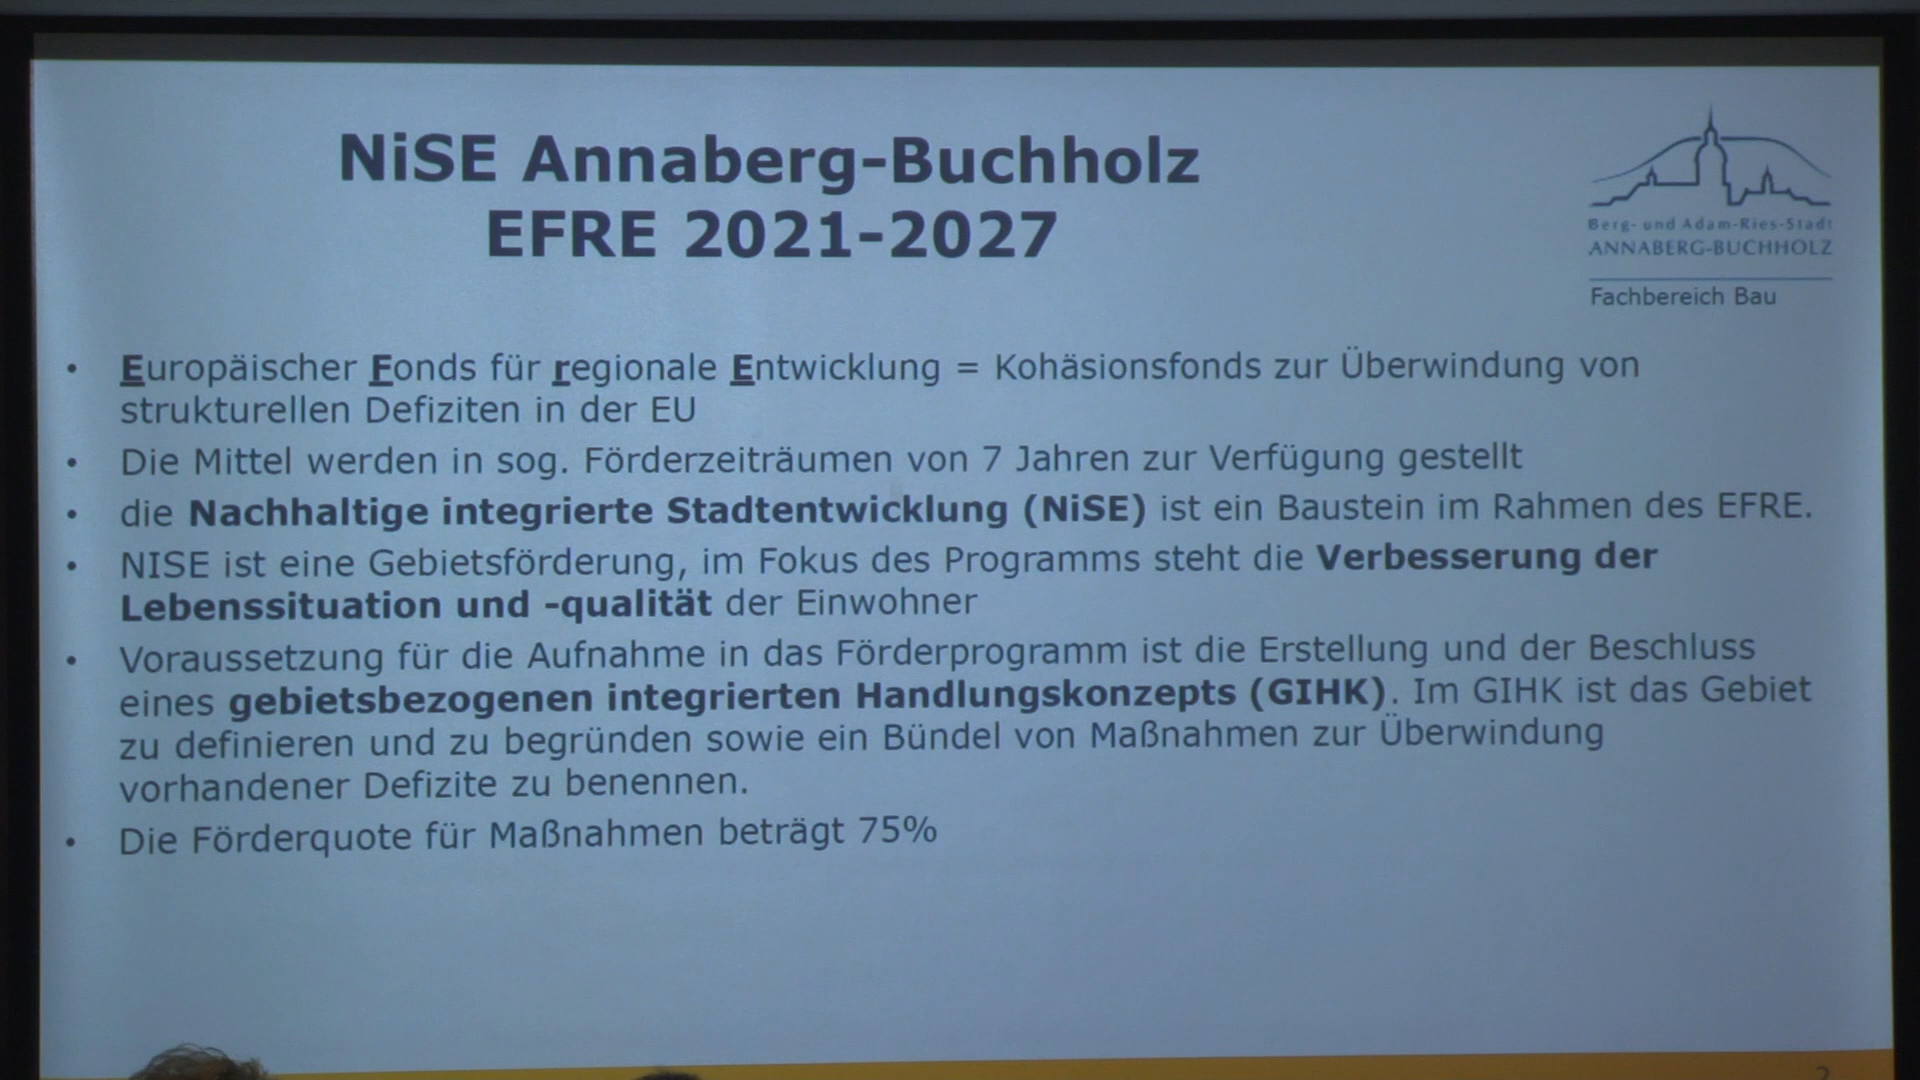 NiSE Annaberg-Buchholz
EFRE 2021-2027
Berg- und Adam-Ries-Stadt
ANNABERG-BUCHHOLZ
Fachbereich Bau
• Europäischer Fonds für regionale Entwicklung = Kohäsionsfonds zur Überwindung von
strukturellen Defiziten in der EU
• Die Mittel werden in sog. Förderzeiträumen von 7 Jahren zur Verfügung gestellt
• die Nachhaltige integrierte Stadtentwicklung (NiSE) ist ein Baustein im Rahmen des EFRE.
• NISE ist eine Gebietsförderung, im Fokus des Programms steht die Verbesserung der
Lebenssituation und -qualität der Einwohner
• Voraussetzung für die Aufnahme in das Förderprogramm ist die Erstellung und der Beschluss
eines gebietsbezogenen integrierten Handlungskonzepts (GIHK). Im GIHK ist das Gebiet
zu definieren und zu begründen sowie ein Bündel von Maßnahmen zur Überwindung
vorhandener Defizite zu benennen.
• Die Förderquote für Maßnahmen beträgt 75%